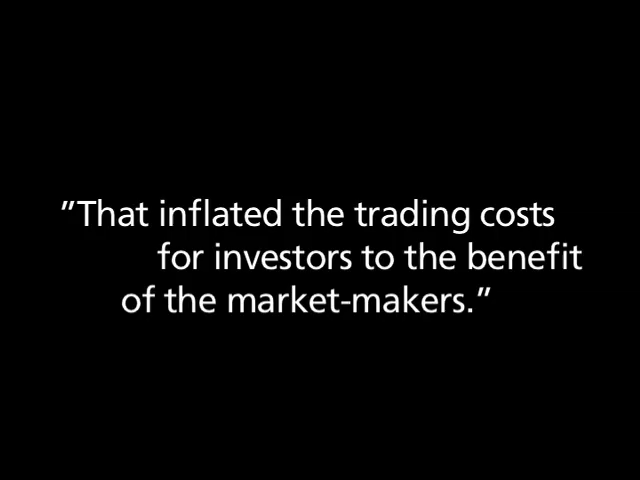 ”That inflated the trading costs
for investors to the benefit
of the market-makers.”